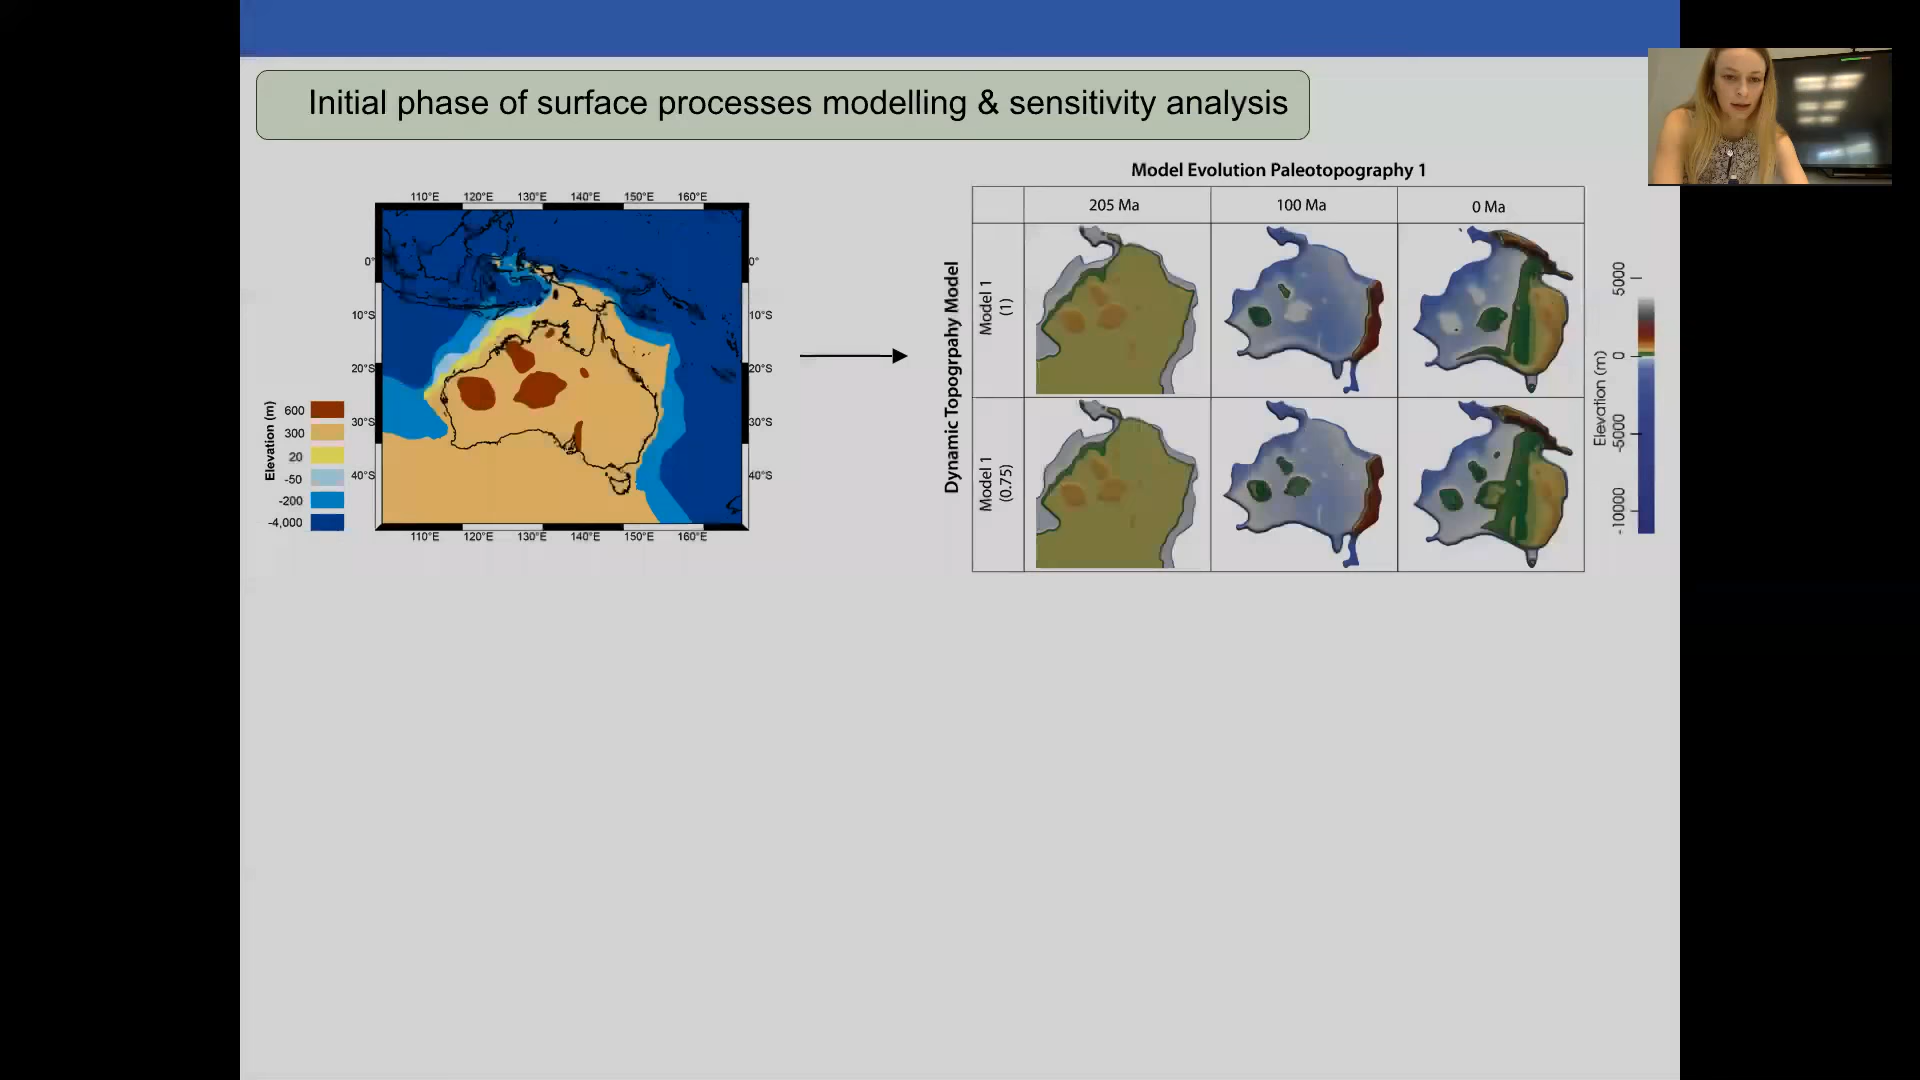 Initial phase of surface processes modelling & sensitivity analysis
110°E 120°E 130°E 140°E 150°E 160°E
0° 0°
10°S 10°S
20°S 20°S
30°S 30°S
40°S 40°S
110°E 120°E 130°E 140°E 150°E 160°E
Elevation (m)
600
300
20
-50
-200
-4,000
Model Evolution Paleotopography 1
205 Ma 100 Ma 0 Ma
Dynamic Topogrpahy Model
Model 1
(1)
Model 1
(0.75)
Elevation (m)
5000
0
-5000
-10000